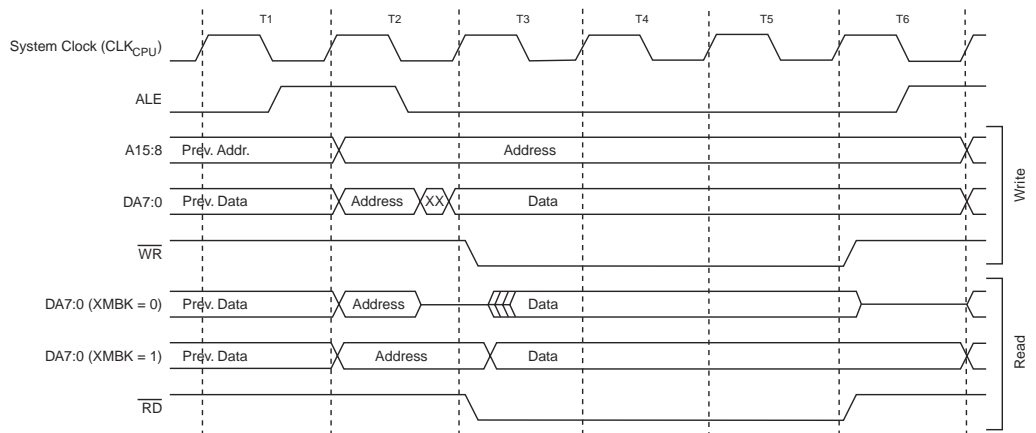 T1 T2 T3 T4 T5 T6
System Clock (CLKCPU)
ALE
A15:8 Prev. Addr. Address
DA7:0 Prev. Data Address XX Data
WR
DA7:0 (XMBK = 0) Prev. Data Address Data
DA7:0 (XMBK = 1) Prev. Data Address Data
RD
Write
Read